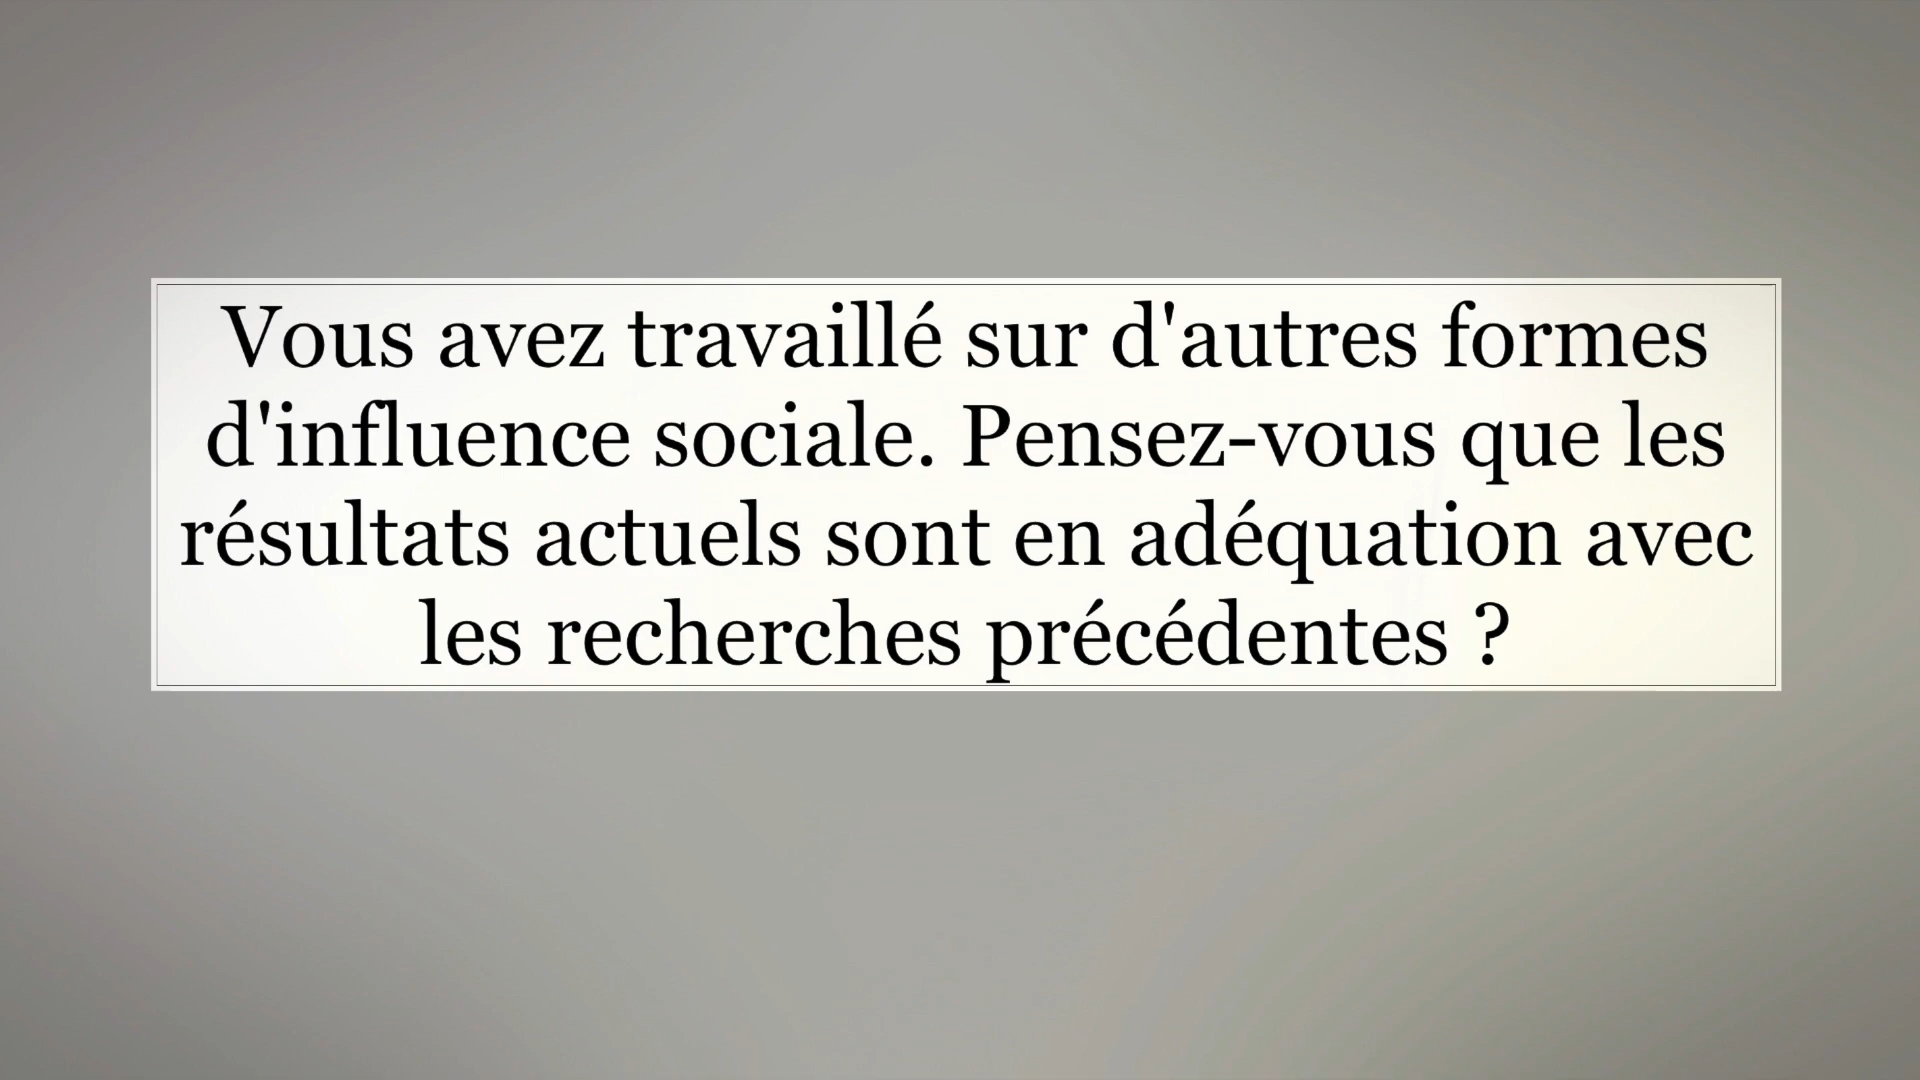 Vous avez travaillé sur d'autres formes
d'influence sociale. Pensez-vous que les
résultats actuels sont en adéquation avec
les recherches précédentes ?